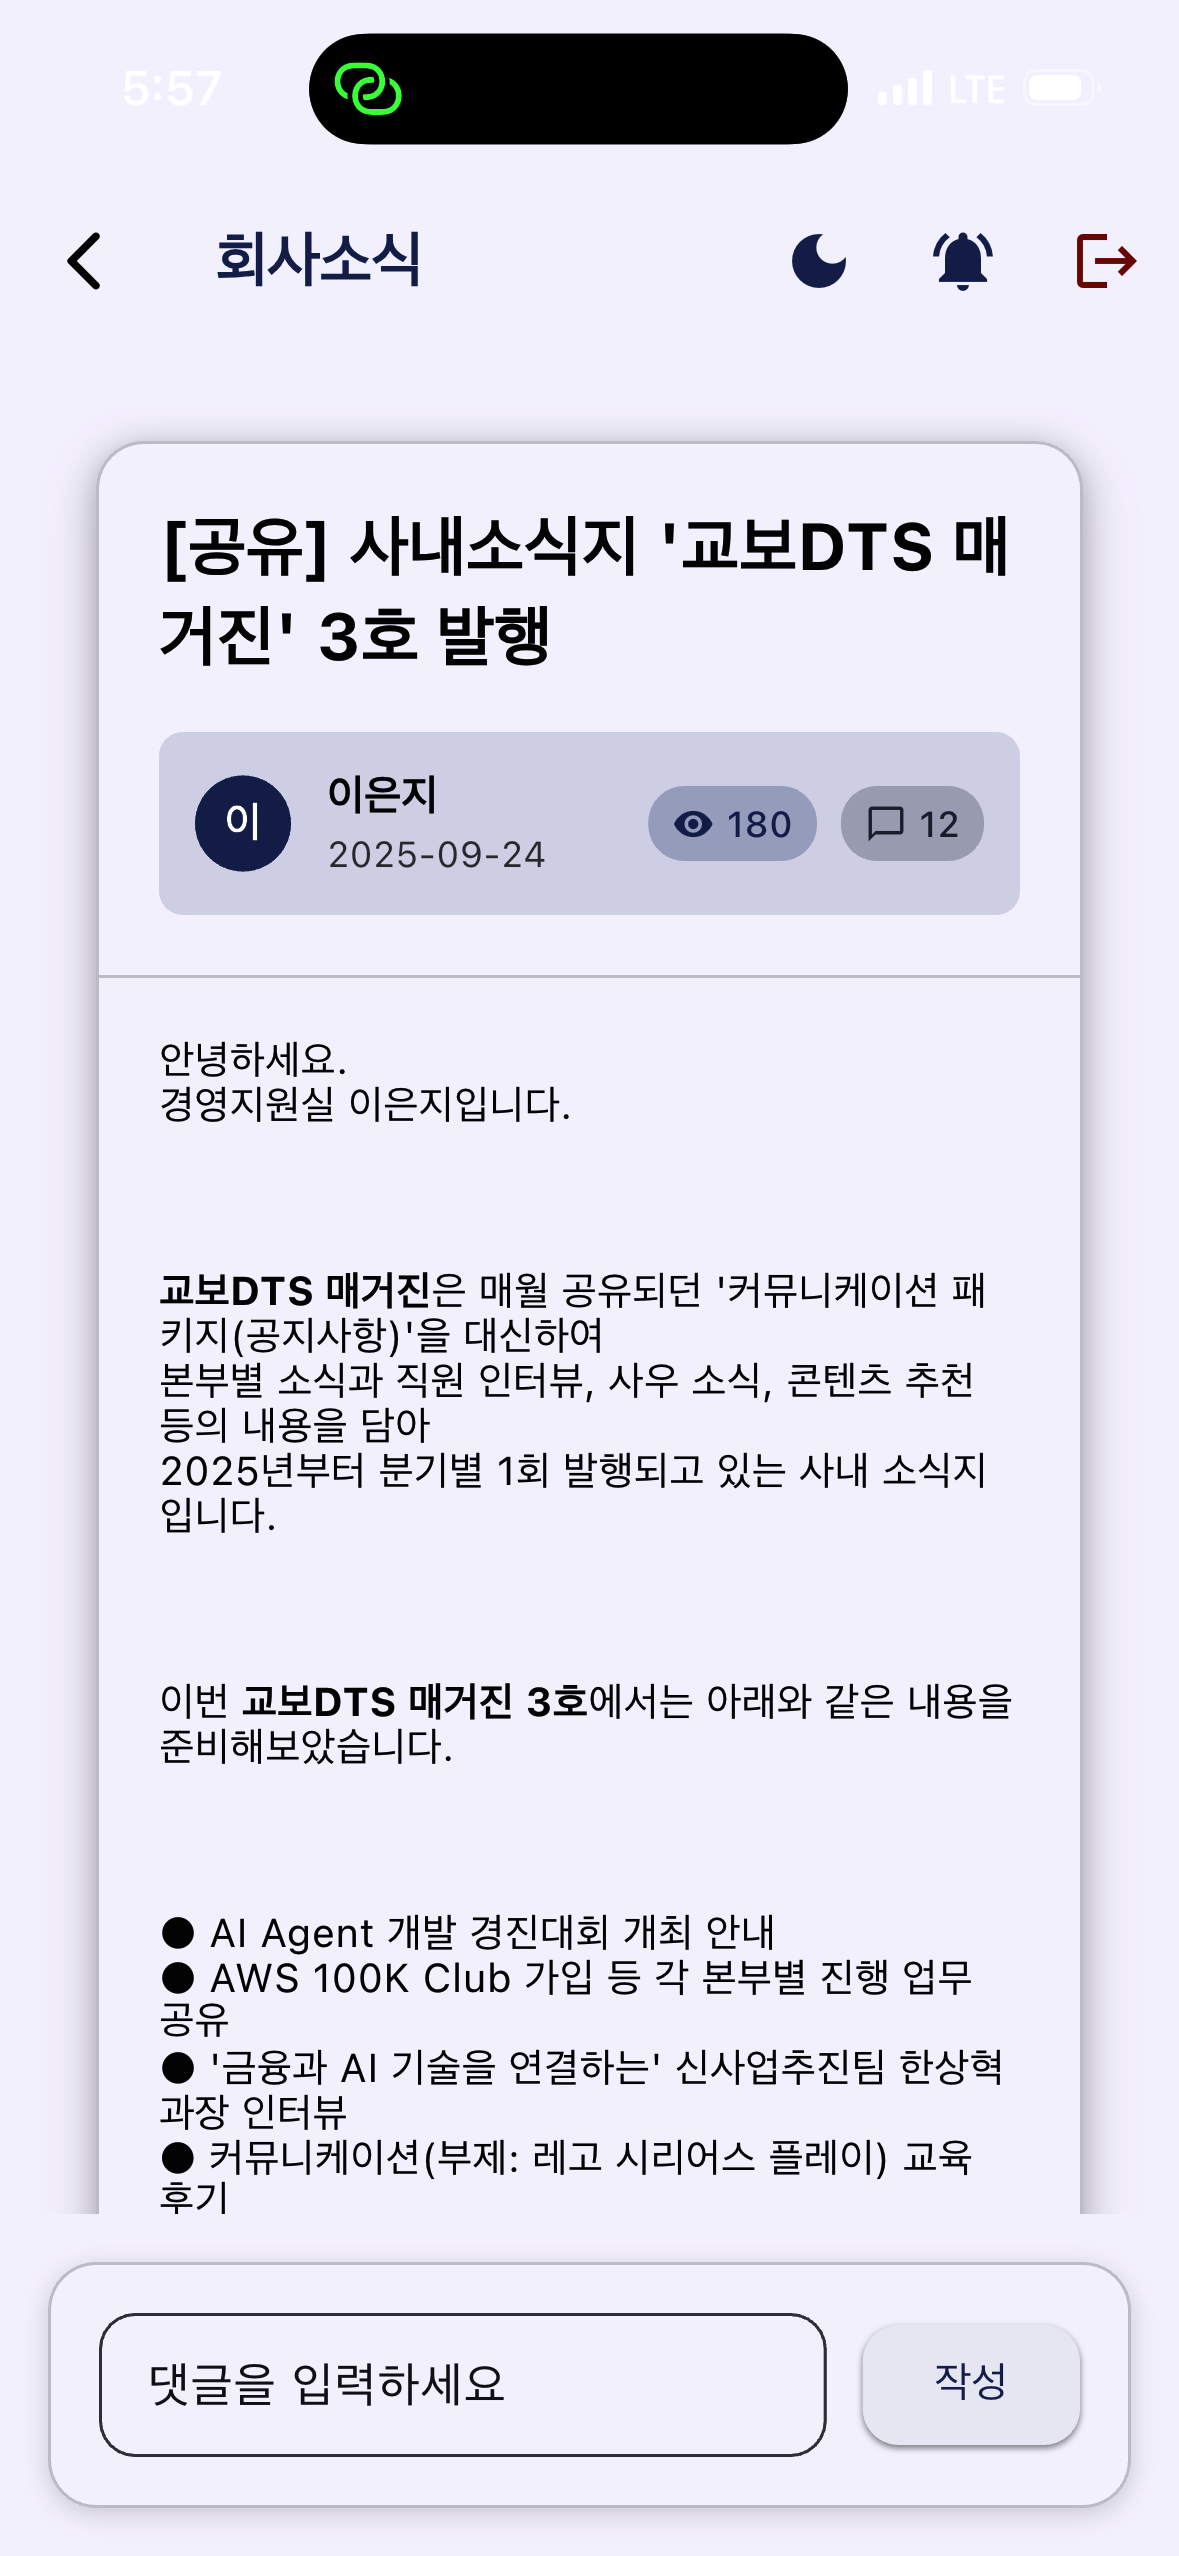 5:57
LTE
회사소식
[공유] 사내소식지 '교보DTS 매
거진' 3호 발행
이
이은지
2025-09-24
180
12
안녕하세요.
경영지원실 이은지입니다.
교보DTS 매거진은 매월 공유되던 '커뮤니케이션 패
키지(공지사항)'을 대신하여
본부별 소식과 직원 인터뷰, 사우 소식, 콘텐츠 추천
등의 내용을 담아
2025년부터 분기별 1회 발행되고 있는 사내 소식지
입니다.
이번 교보DTS 매거진 3호에서는 아래와 같은 내용을
준비해보았습니다.
● AI Agent 개발 경진대회 개최 안내
● AWS 100K Club 가입 등 각 본부별 진행 업무
공유
● '금융과 AI 기술을 연결하는' 신사업추진팀 한상혁
과장 인터뷰
● 커뮤니케이션(부제: 레고 시리어스 플레이) 교육
후기
댓글을 입력하세요
작성